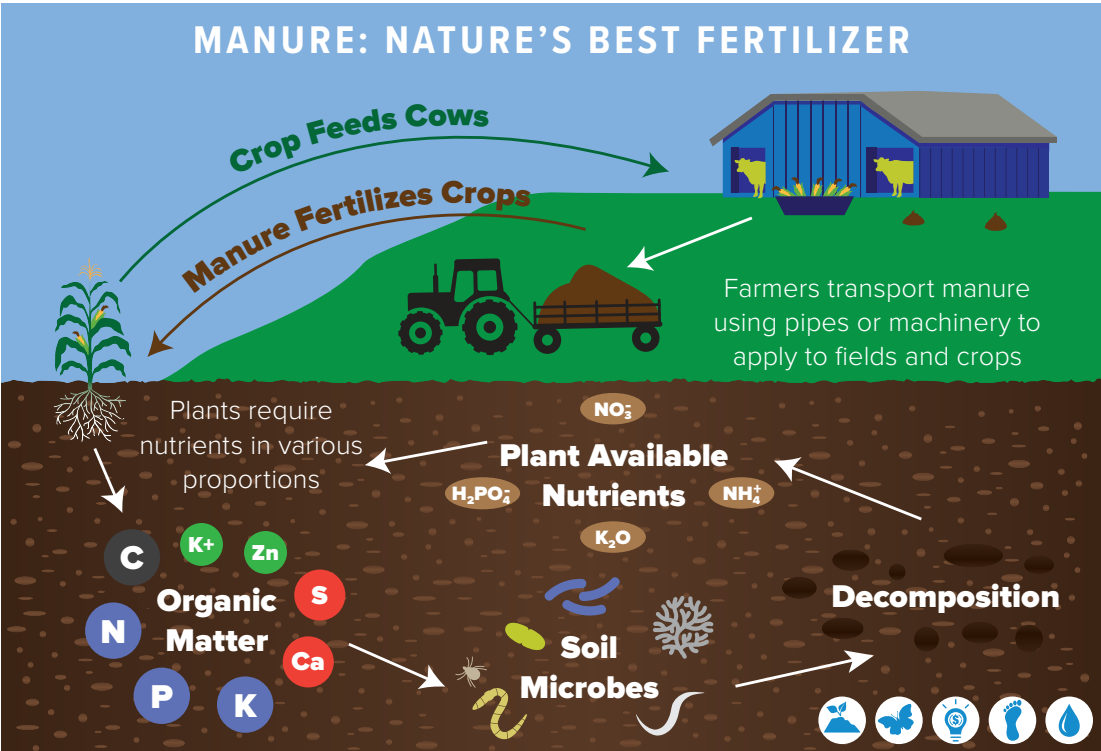 MANURE: NATURE'S BEST FERTILIZER
Crop Feeds Cows
Manure Fertilizes Crops
Farmers transport manure
using pipes or machinery to
apply to fields and crops
Plants require
nutrients in various
proportions
NO₃⁻
Plant Available
Nutrients
H₂PO₄⁻
NH₄⁺
K₂O
C
K+
Zn
S
Organic
Matter
N
Ca
P
K
Soil
Microbes
Decomposition
$